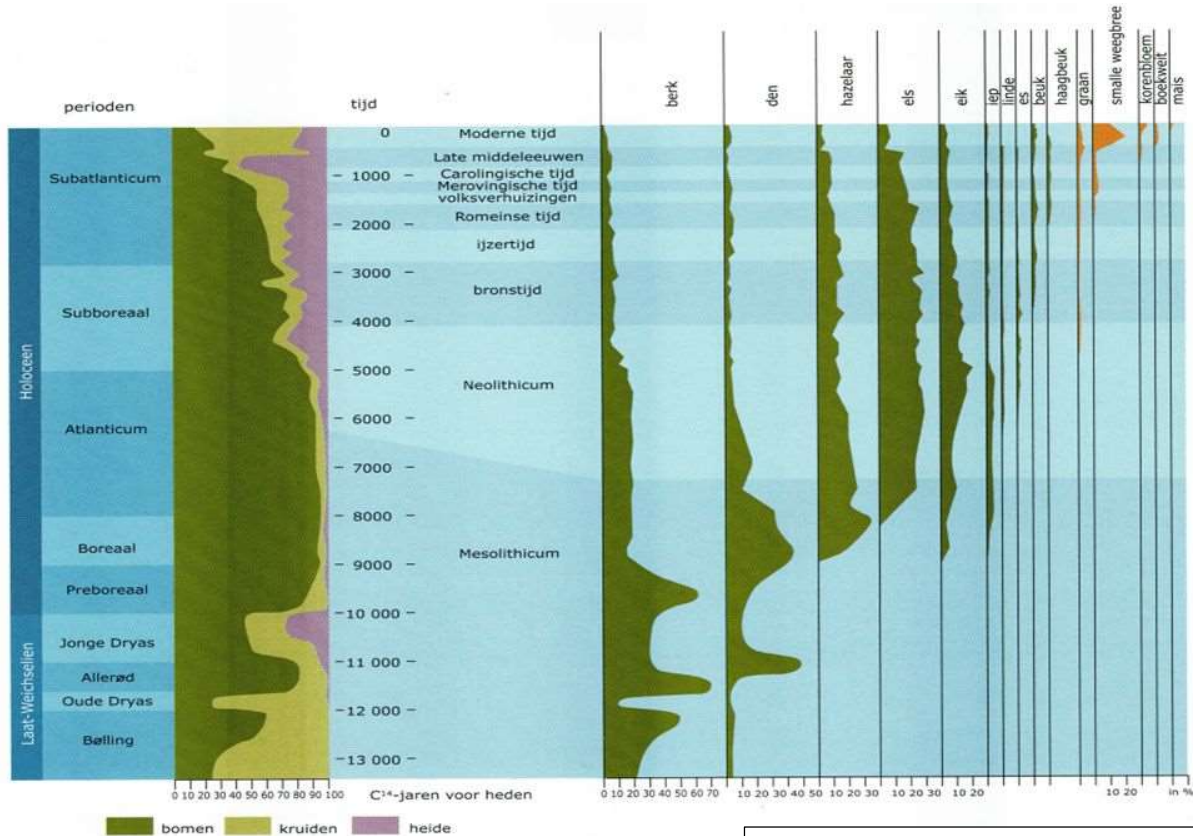 perioden
tijd
berk
den
hazelaar
els
eik
iep
linde
es
beuk
haagbeuk
graan
smalle weegbree
korenbloem
boekweit
mais
Holoceen
Laat-Weichselien
Subatlanticum
Subboreaal
Atlanticum
Boreaal
Preboreaal
Jonge Dryas
Allerød
Oude Dryas
Bølling
0
1000
2000
3000
4000
5000
6000
7000
8000
9000
10 000
11 000
12 000
13 000
Moderne tijd
Late middeleeuwen
Carolingische tijd
Merovingische tijd
volksverhuizingen
Romeinse tijd
ijzertijd
bronstijd
Neolithicum
Mesolithicum
0 10 20 30 40 50 60 70 80 90 100
C14-jaren voor heden
0 10 20 30 40 50 60 70
10 20 30 40 50
10 20 30
10 20 30
10 20
10 20
in %
bomen kruiden heide